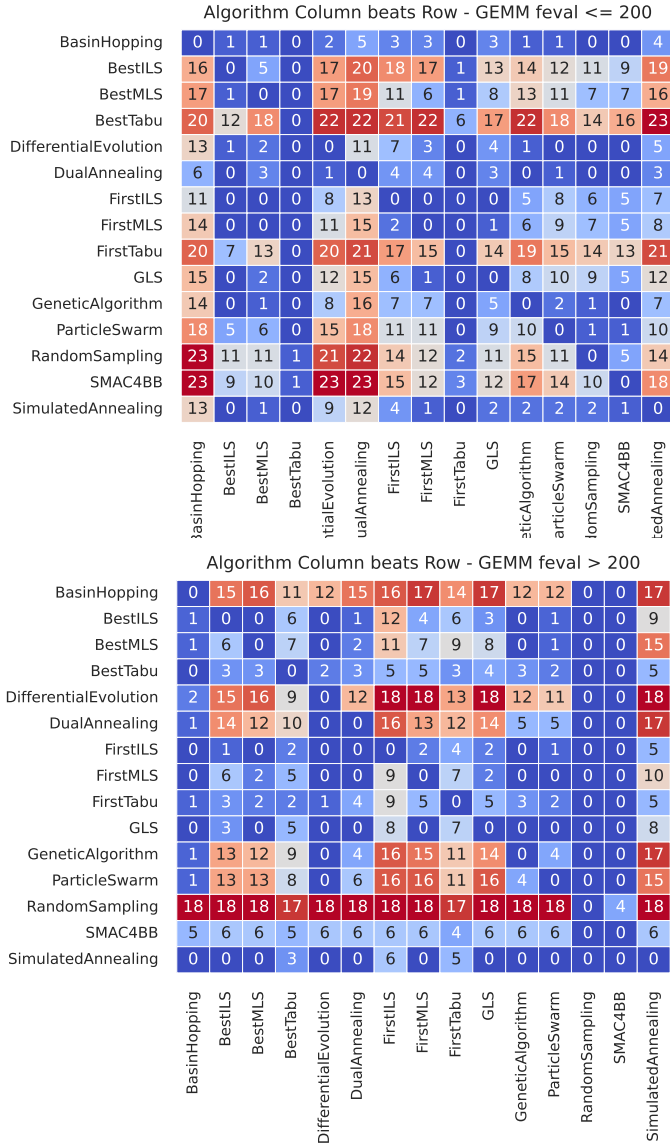 Algorithm Column beats Row - GEMM feval <= 200
BasinHopping 0 1 1 0 2 5 3 3 0 3 1 1 0 0 4
BestILS 16 0 5 0 17 20 18 17 1 13 14 12 11 9 19
BestMLS 17 1 0 0 17 19 11 6 1 8 13 11 7 7 16
BestTabu 20 12 18 0 22 22 21 22 6 17 22 18 14 16 23
DifferentialEvolution 13 1 2 0 0 11 7 3 0 4 1 0 0 0 5
DualAnnealing 6 0 3 0 1 0 4 4 0 3 0 1 0 0 3
FirstILS 11 0 0 0 8 13 0 0 0 0 5 8 6 5 7
FirstMLS 14 0 0 0 11 15 2 0 0 1 6 9 7 5 8
FirstTabu 20 7 13 0 20 21 17 15 0 14 19 15 14 13 21
GLS 15 0 2 0 12 15 6 1 0 0 8 10 9 5 12
GeneticAlgorithm 14 0 1 0 8 16 7 7 0 5 0 2 1 0 7
ParticleSwarm 18 5 6 0 15 18 11 11 0 9 10 0 1 1 10
RandomSampling 23 11 11 1 21 22 14 12 2 11 15 11 0 5 14
SMAC4BB 23 9 10 1 23 23 15 12 3 12 17 14 10 0 18
SimulatedAnnealing 13 0 1 0 9 12 4 1 0 2 2 2 2 1 0
BasinHopping BestILS BestMLS BestTabu ntialEvolution ualAnnealing FirstILS FirstMLS FirstTabu GLS eticAlgorithm articleSwarm domSampling SMAC4BB tedAnnealing
Algorithm Column beats Row - GEMM feval > 200
BasinHopping 0 15 16 11 12 15 16 17 14 17 12 12 0 0 17
BestILS 1 0 0 6 0 1 12 4 6 3 0 1 0 0 9
BestMLS 1 6 0 7 0 2 11 7 9 8 0 1 0 0 15
BestTabu 0 3 3 0 2 3 5 5 3 4 3 2 0 0 5
DifferentialEvolution 2 15 16 9 0 12 18 18 13 18 12 11 0 0 18
DualAnnealing 1 14 12 10 0 0 16 13 12 14 5 5 0 0 17
FirstILS 0 1 0 2 0 0 0 2 4 2 0 1 0 0 5
FirstMLS 0 6 2 5 0 0 9 0 7 2 0 0 0 0 10
FirstTabu 1 3 2 2 1 4 9 5 0 5 3 2 0 0 5
GLS 0 3 0 5 0 0 8 0 7 0 0 0 0 0 8
GeneticAlgorithm 1 13 12 9 0 4 16 15 11 14 0 4 0 0 17
ParticleSwarm 1 13 13 8 0 6 16 16 11 16 4 0 0 0 15
RandomSampling 18 18 18 17 18 18 18 18 17 18 18 18 0 4 18
SMAC4BB 5 6 6 5 6 6 6 6 4 6 6 6 0 0 6
SimulatedAnnealing 0 0 0 3 0 0 6 0 5 0 0 0 0 0 0
BasinHopping BestILS BestMLS BestTabu DifferentialEvolution DualAnnealing FirstILS FirstMLS FirstTabu GLS GeneticAlgorithm ParticleSwarm RandomSampling SMAC4BB SimulatedAnnealing